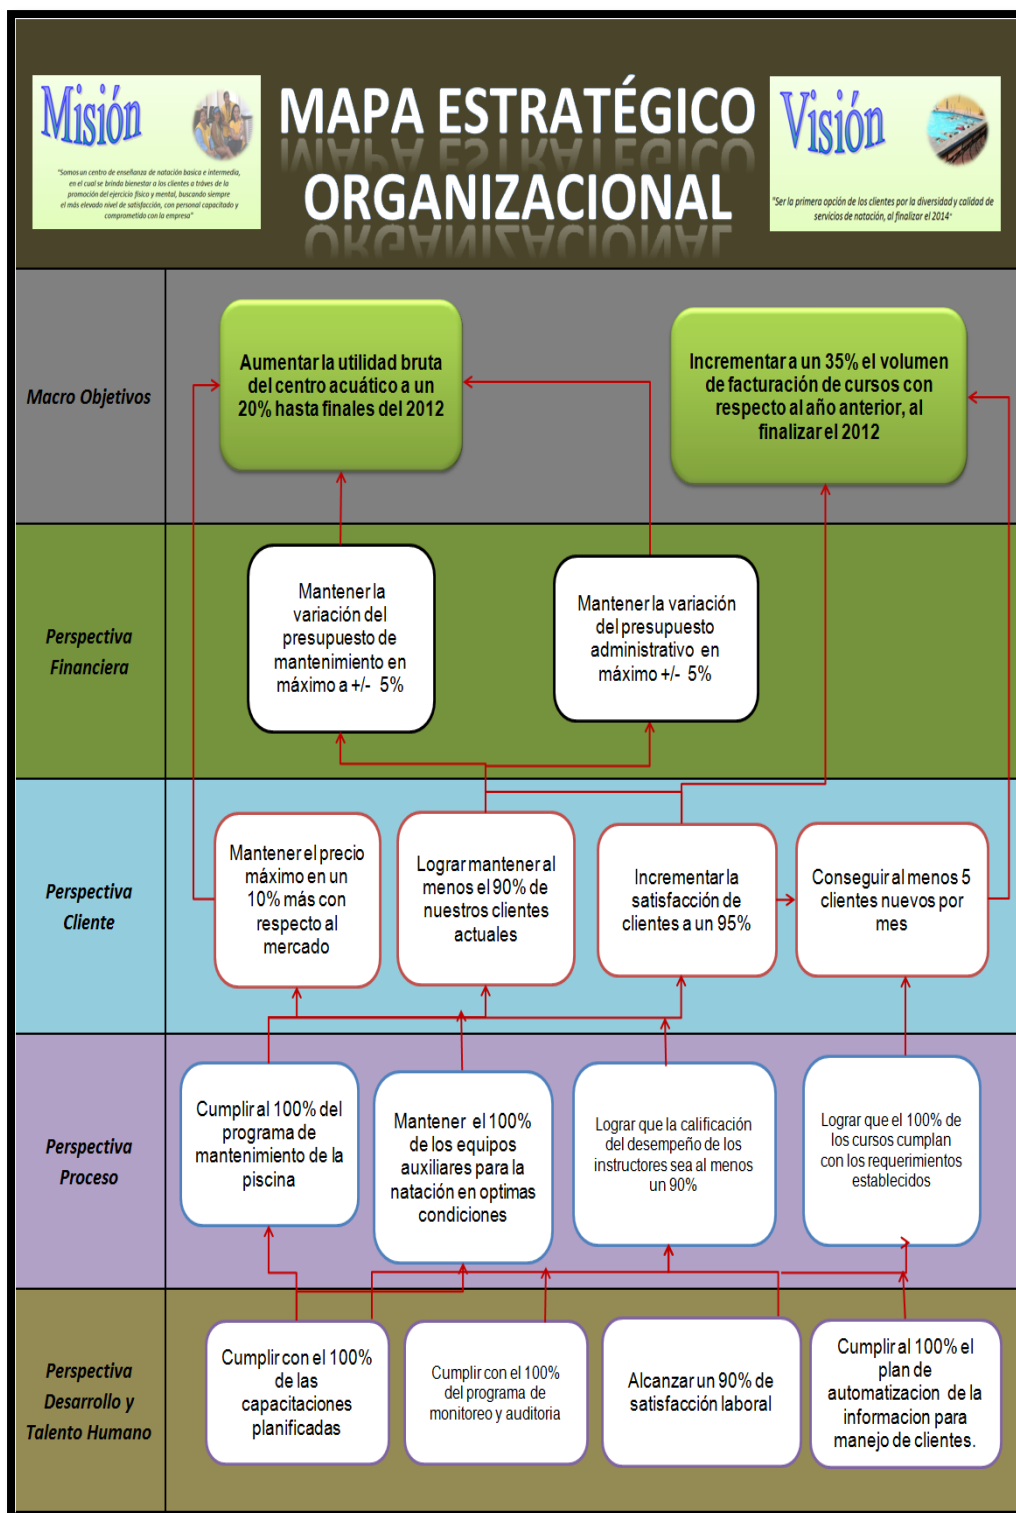 Misión
"Somos un centro de enseñanza de natación basica e intermedia,
en el cual se brinda bienestar a los clientes a tráves de la
promoción del ejercicio físico y mental, buscando siempre
el más elevado nivel de satisfacción, con personal capacitado y
comprometido con la empresa"
MAPA ESTRATÉGICO
ORGANIZACIONAL
Visión
"Ser la primera opción de los clientes por la diversidad y calidad de
servicios de natación, al finalizar el 2014"
Macro Objetivos
Aumentar la utilidad bruta
del centro acuático a un
20% hasta finales del 2012
Incrementar a un 35% el volumen
de facturación de cursos con
respecto al año anterior, al
finalizar el 2012
Perspectiva
Financiera
Mantener la
variación del
presupuesto de
mantenimiento en
máximo a +/- 5%
Mantener la variación
del presupuesto
administrativo en
máximo +/- 5%
Perspectiva
Cliente
Mantener el precio
máximo en un
10% más con
respecto al
mercado
Lograr mantener al
menos el 90% de
nuestros clientes
actuales
Incrementar la
satisfacción de
clientes a un 95%
Conseguir al menos 5
clientes nuevos por
mes
Perspectiva
Proceso
Cumplir al 100% del
programa de
mantenimiento de la
piscina
Mantener el 100%
de los equipos
auxiliares para la
natación en optimas
condiciones
Lograr que la calificación
del desempeño de los
instructores sea al menos
un 90%
Lograr que el 100% de
los cursos cumplan
con los requerimientos
establecidos
Perspectiva
Desarrollo y
Talento Humano
Cumplir con el 100%
de las
capacitaciones
planificadas
Cumplir con el 100%
del programa de
monitoreo y auditoria
Alcanzar un 90% de
satisfacción laboral
Cumplir al 100% el
plan de
automatizacion de la
informacion para
manejo de clientes.